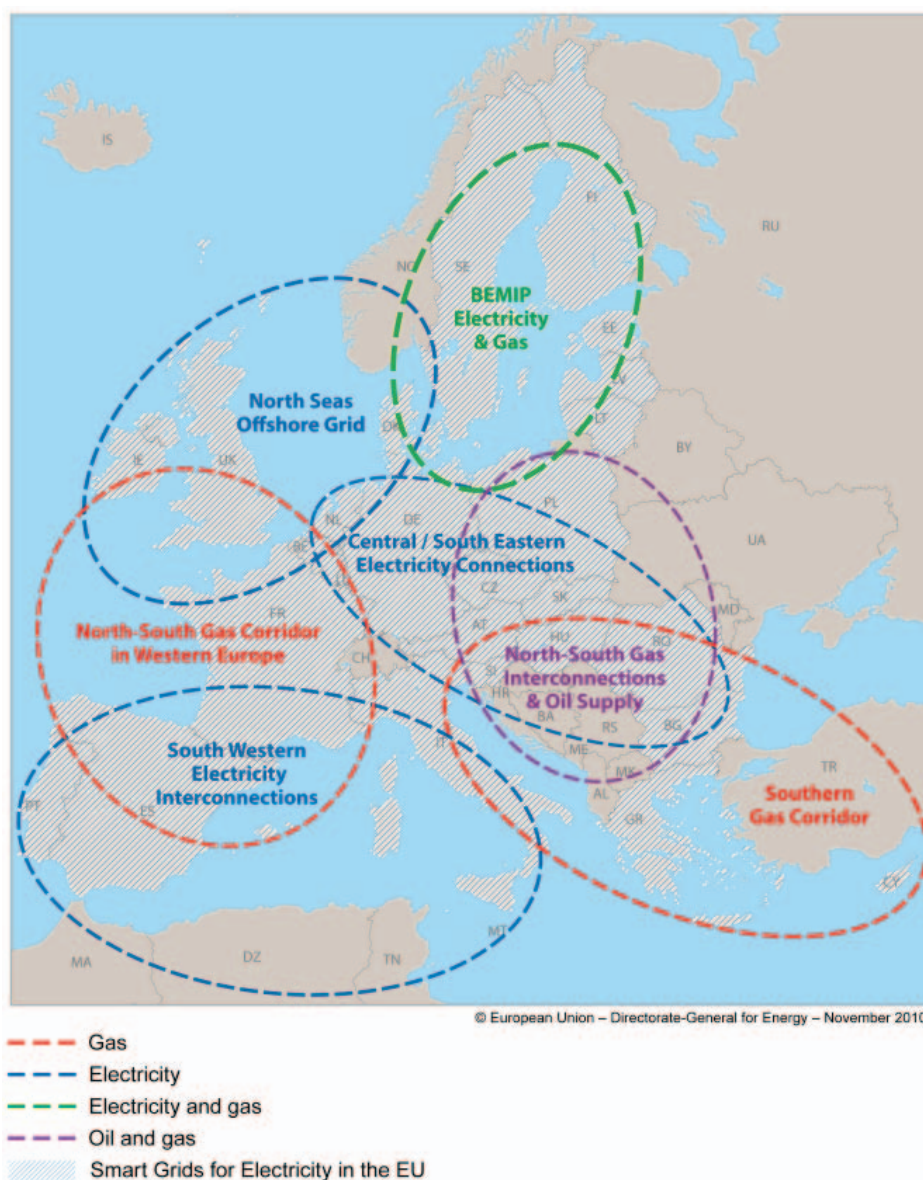 IS
RU
FI
NO
SE
BEMIP
Electricity
& Gas
EE
LV
LT
North Seas
Offshore Grid
DK
IE
UK
BY
PL
NL
DE
BE
UA
Central / South Eastern
Electricity Connections
LU
CZ
SK
MD
FR
AT
HU
RO
North-South Gas Corridor
in Western Europe
CH
SI
HR
North-South Gas
Interconnections
& Oil Supply
BA
RS
BG
IT
ME
South Western
Electricity
Interconnections
MK
TR
AL
PT
ES
GR
Southern
Gas Corridor
CY
MT
MA
DZ
TN
© European Union – Directorate-General for Energy – November 2010
Gas
Electricity
Electricity and gas
Oil and gas
Smart Grids for Electricity in the EU